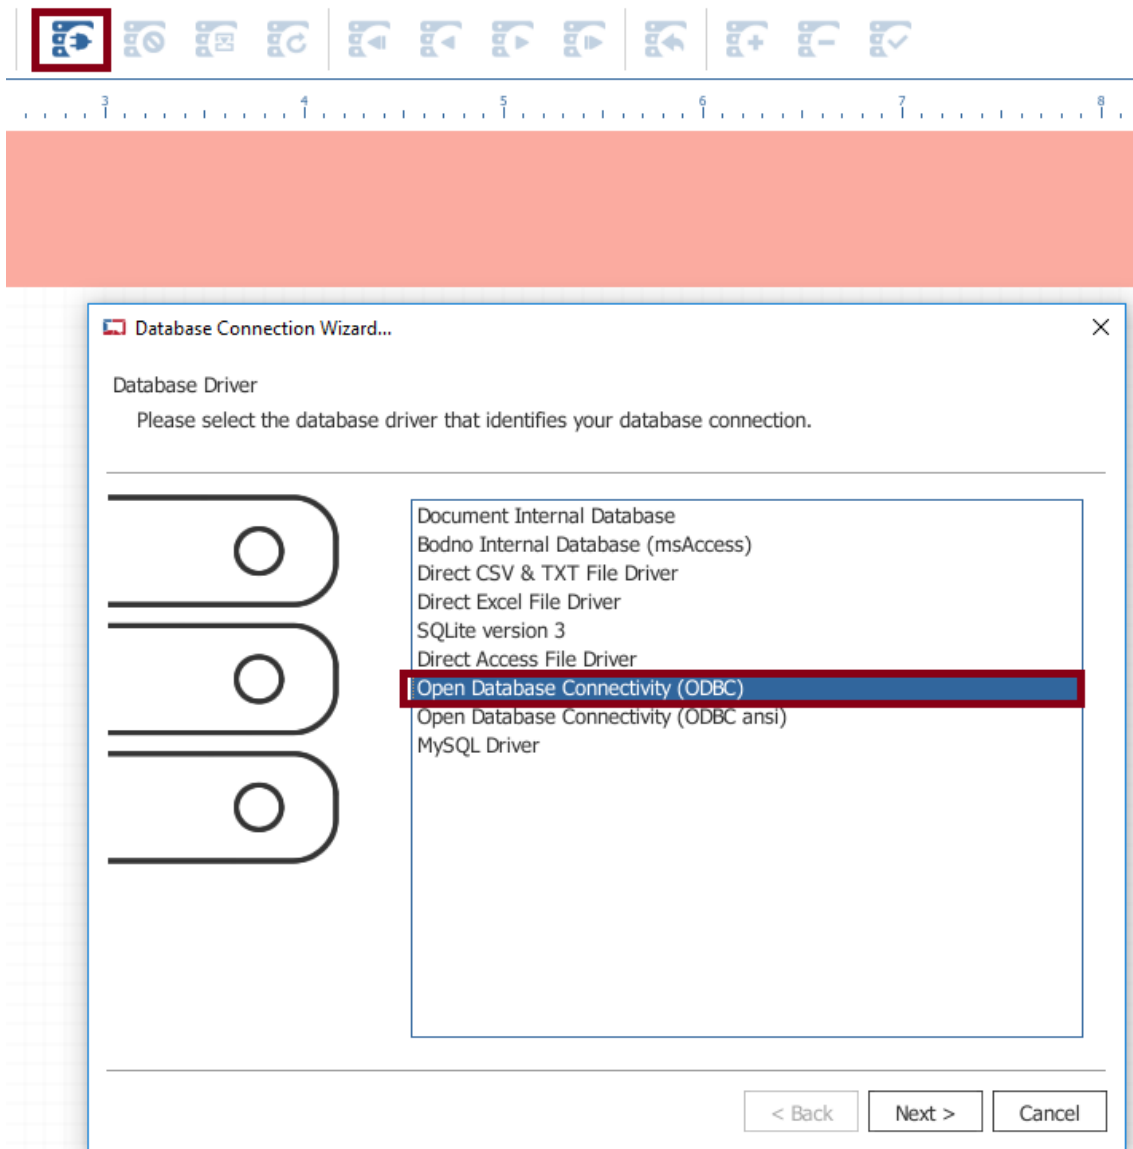 3 4 5 6 7 8
Database Connection Wizard...
Database Driver
Please select the database driver that identifies your database connection.
Document Internal Database
Bodno Internal Database (msAccess)
Direct CSV & TXT File Driver
Direct Excel File Driver
SQLite version 3
Direct Access File Driver
Open Database Connectivity (ODBC)
Open Database Connectivity (ODBC ansi)
MySQL Driver
< Back Next > Cancel